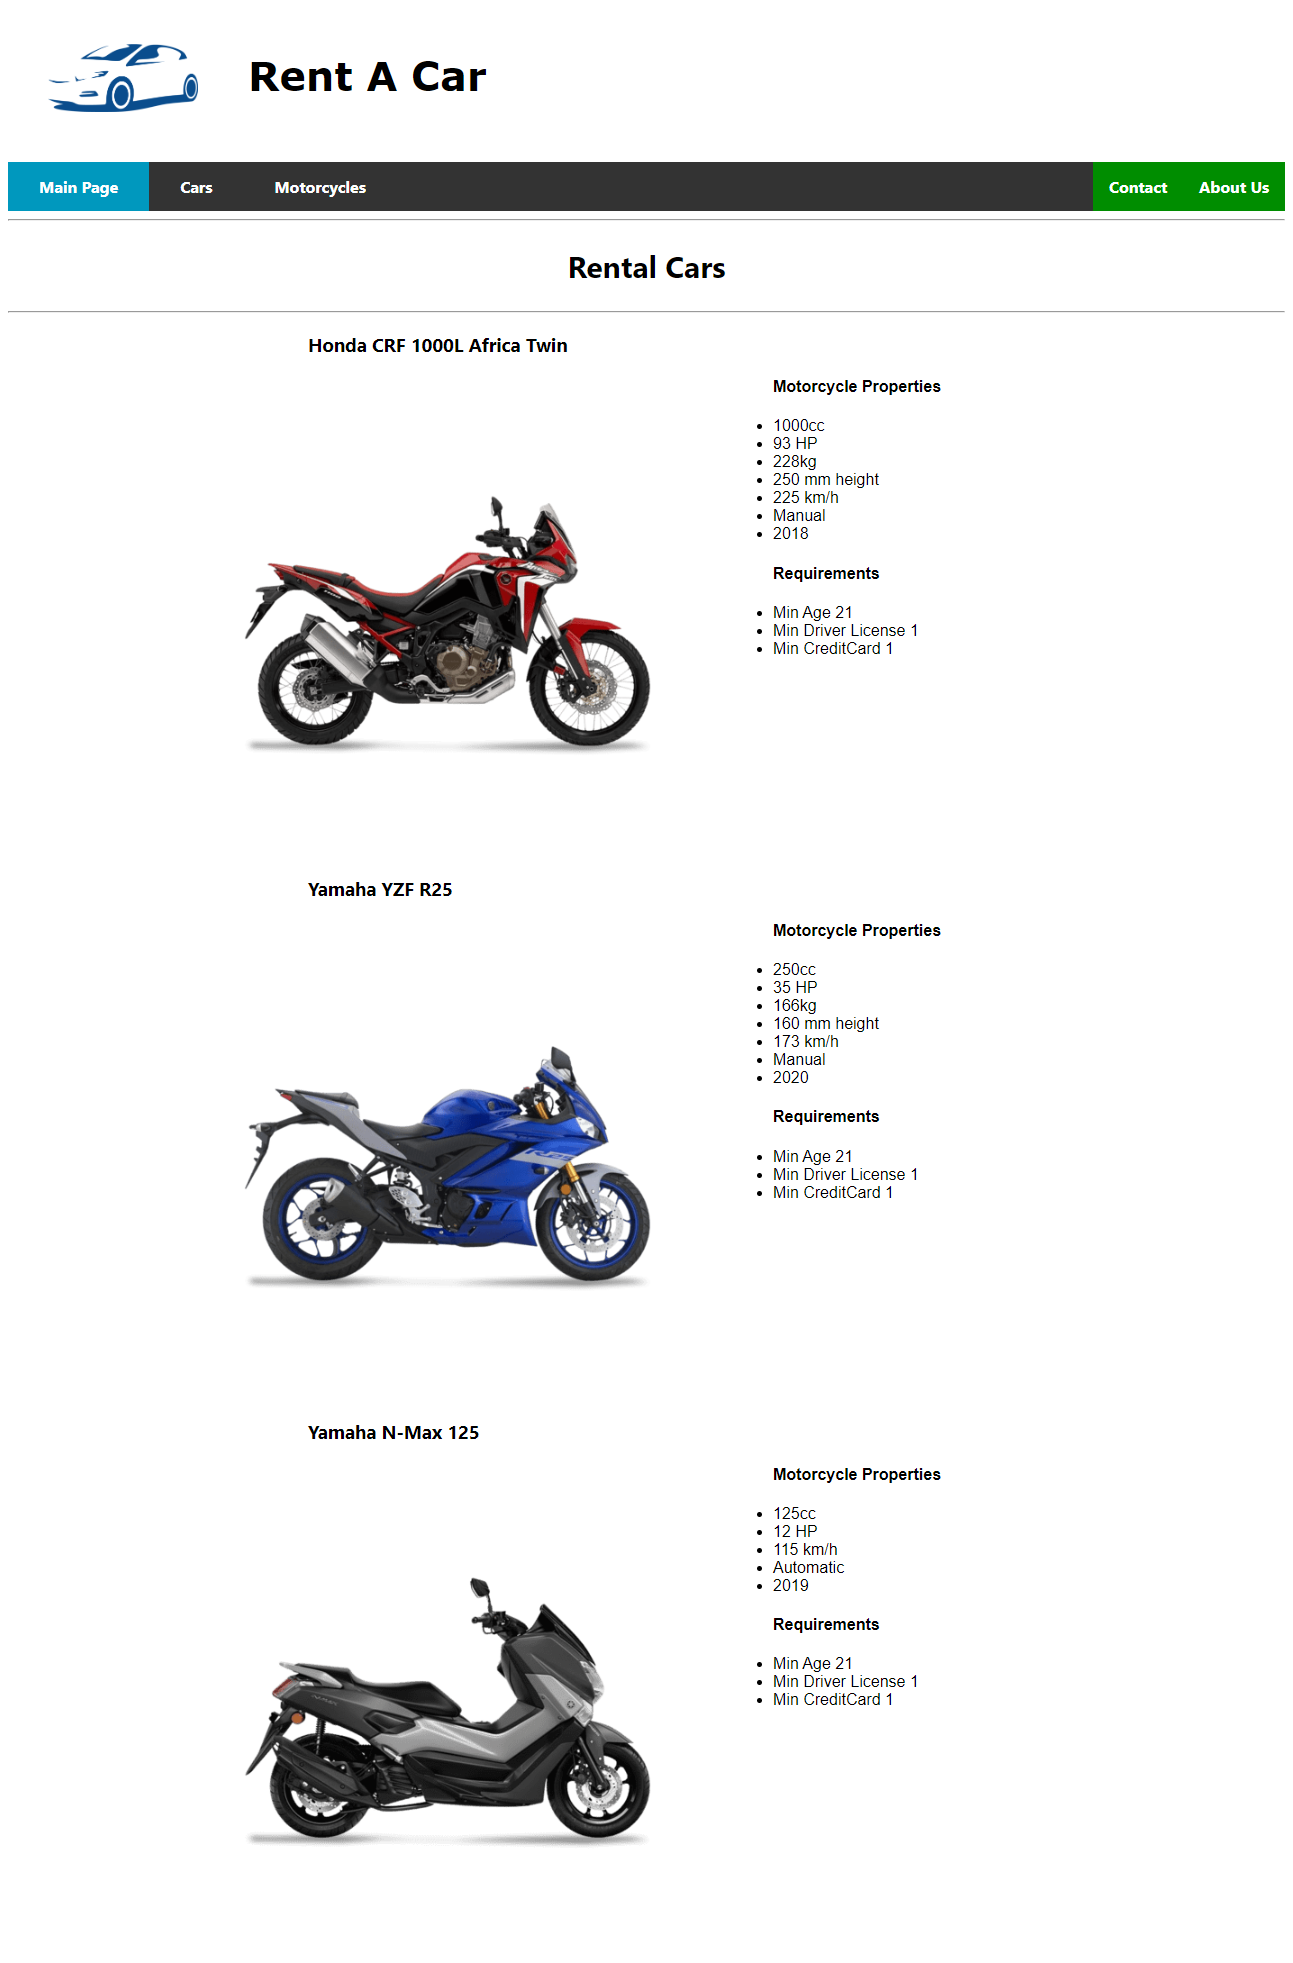 Rent A Car
Main Page
Cars
Motorcycles
Contact
About Us
Rental Cars
Honda CRF 1000L Africa Twin
Motorcycle Properties
1000cc
93 HP
228kg
250 mm height
225 km/h
Manual
2018
Requirements
Min Age 21
Min Driver License 1
Min CreditCard 1
Yamaha YZF R25
Motorcycle Properties
250cc
35 HP
166kg
160 mm height
173 km/h
Manual
2020
Requirements
Min Age 21
Min Driver License 1
Min CreditCard 1
R25
Yamaha N-Max 125
Motorcycle Properties
125cc
12 HP
115 km/h
Automatic
2019
Requirements
Min Age 21
Min Driver License 1
Min CreditCard 1